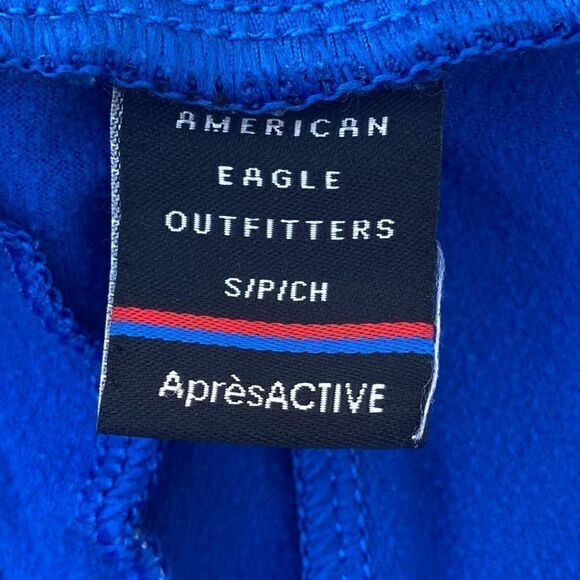 AMERICAN
EAGLE
OUTFITTERS
S/P/CH
AprèsACTIVE